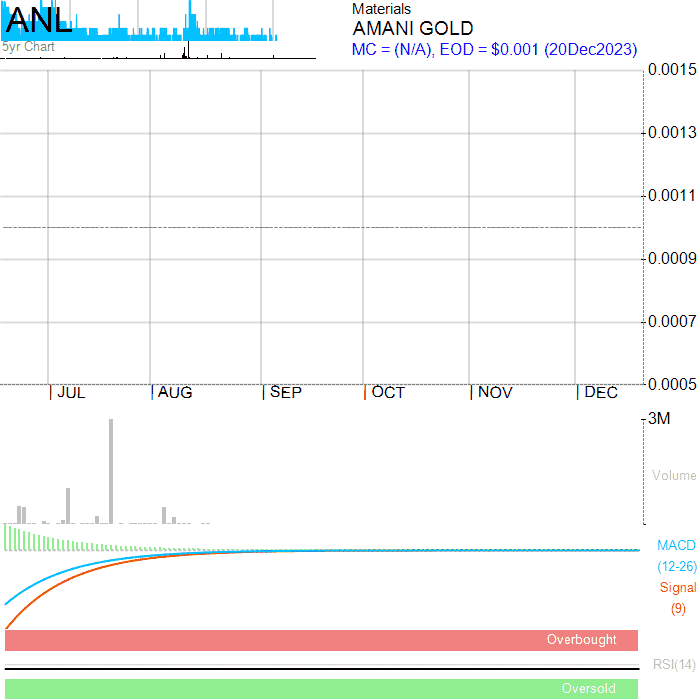 ANL
5yr Chart
Materials
AMANI GOLD
MC = (N/A), EOD = $0.001 (20Dec2023)
0.0015
0.0013
0.0011
0.0009
0.0007
0.0005
JUL AUG SEP OCT NOV DEC
3M
Volume
MACD
(12-26)
Signal
(9)
Overbought
RSI(14)
Oversold